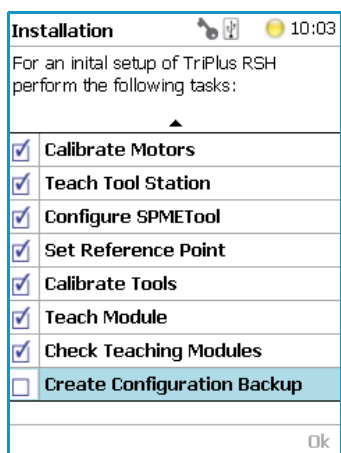 Installation 10:03
For an inital setup of TriPlus RSH
perform the following tasks:
Calibrate Motors
Teach Tool Station
Configure SPMETool
Set Reference Point
Calibrate Tools
Teach Module
Check Teaching Modules
Create Configuration Backup
Ok